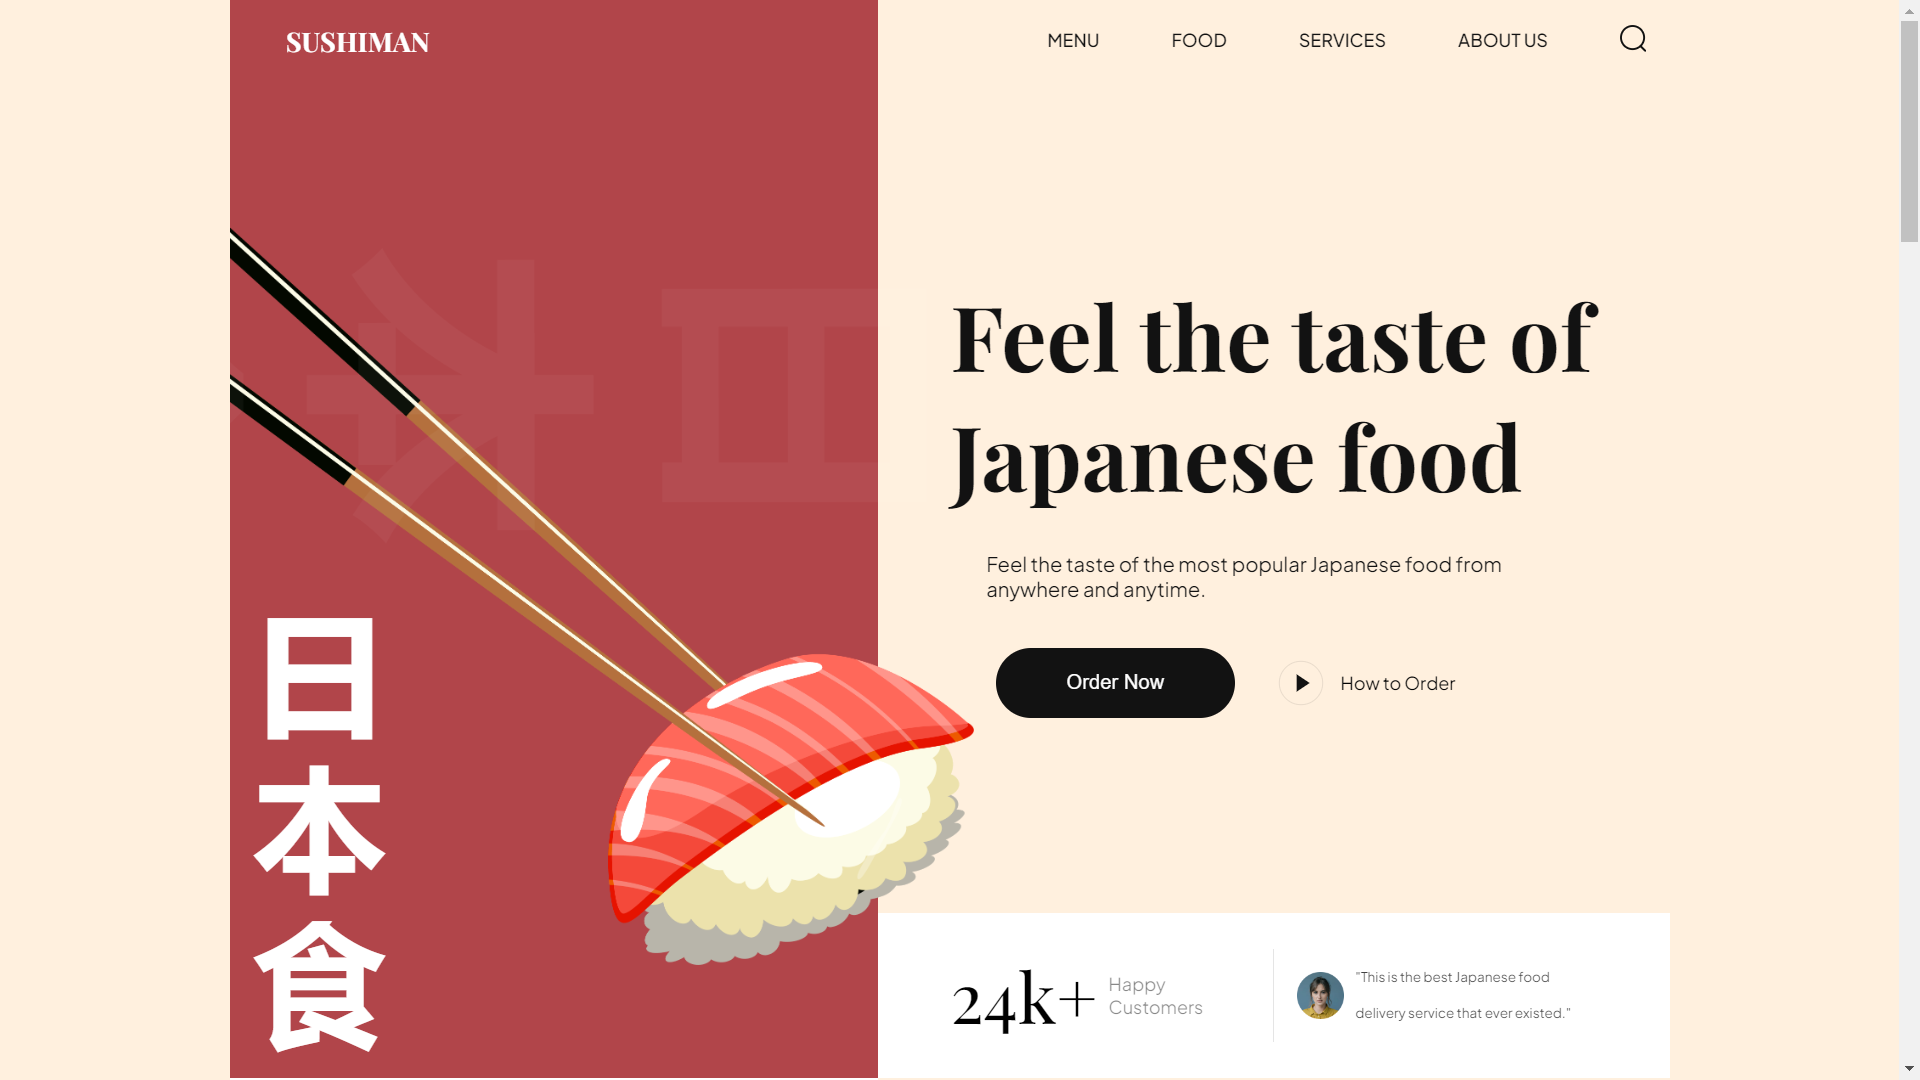 SUSHIMAN
MENU
FOOD
SERVICES
ABOUT US
Feel the taste of
Japanese food
Feel the taste of the most popular Japanese food from
anywhere and anytime.
Order Now
How to Order
日
本
食
24k+
Happy
Customers
"This is the best Japanese food
delivery service that ever existed."
日
本